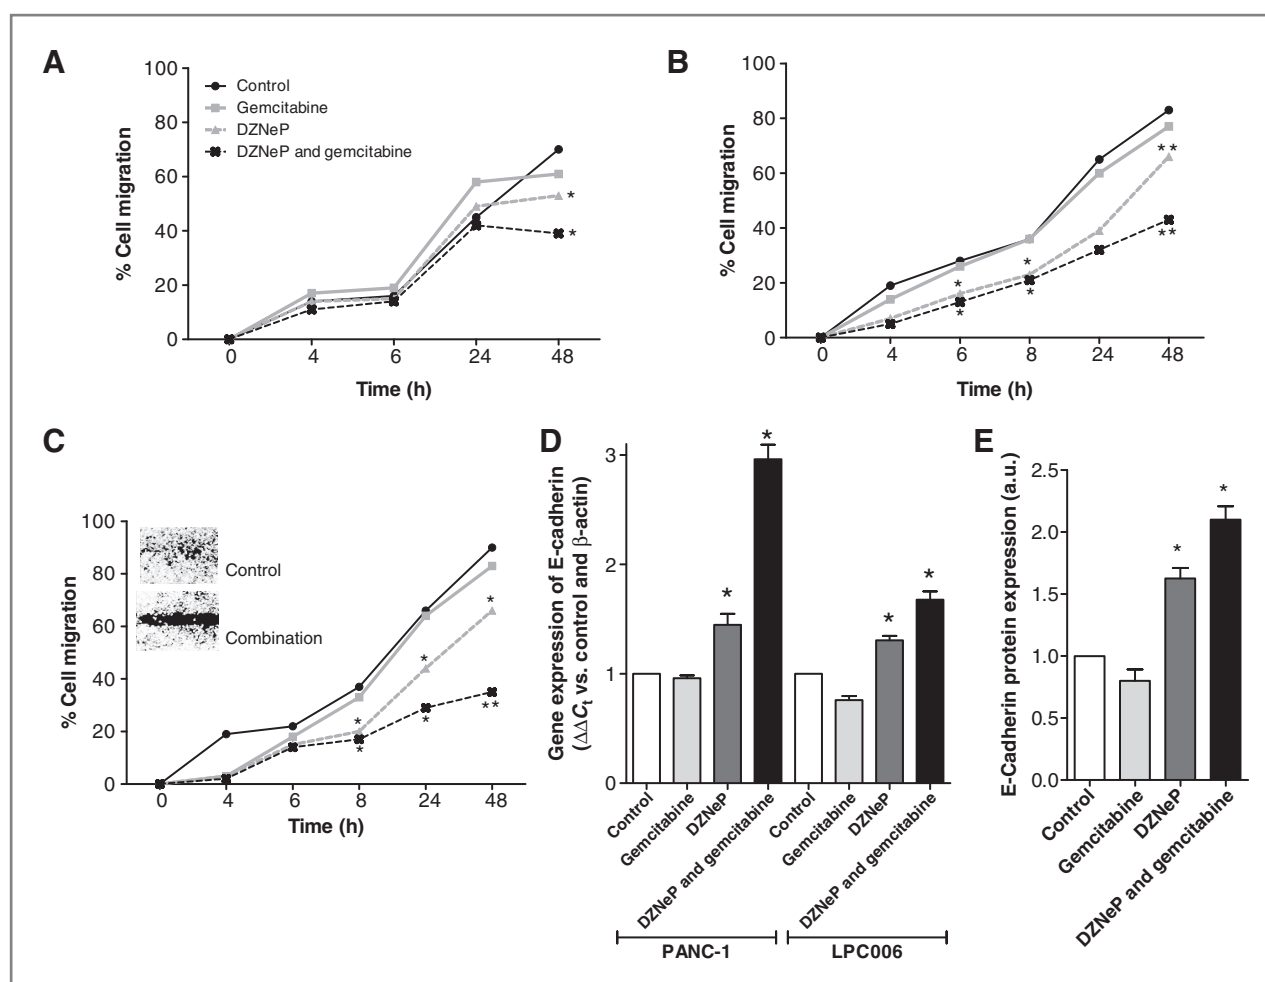 A
100
80
60
40
20
0
% Cell migration
Control
Gemcitabine
DZNeP
DZNeP and gemcitabine
*
*
0 4 6 24 48
Time (h)
B
100
80
60
40
20
0
% Cell migration
*
*
*
*
**
**
0 4 6 8 24 48
Time (h)
C
100
80
60
40
20
0
% Cell migration
Control
Combination
*
*
*
*
*
**
0 4 6 8 24 48
Time (h)
D
Gene expression of E-cadherin
(ΔΔCt vs. control and β-actin)
3
2
1
0
*
*
*
*
Control
Gemcitabine
DZNeP
DZNeP and gemcitabine
Control
Gemcitabine
DZNeP
DZNeP and gemcitabine
PANC-1
LPC006
E
E-Cadherin protein expression (a.u.)
2.5
2.0
1.5
1.0
0.5
0.0
*
*
Control
Gemcitabine
DZNeP
DZNeP and gemcitabine